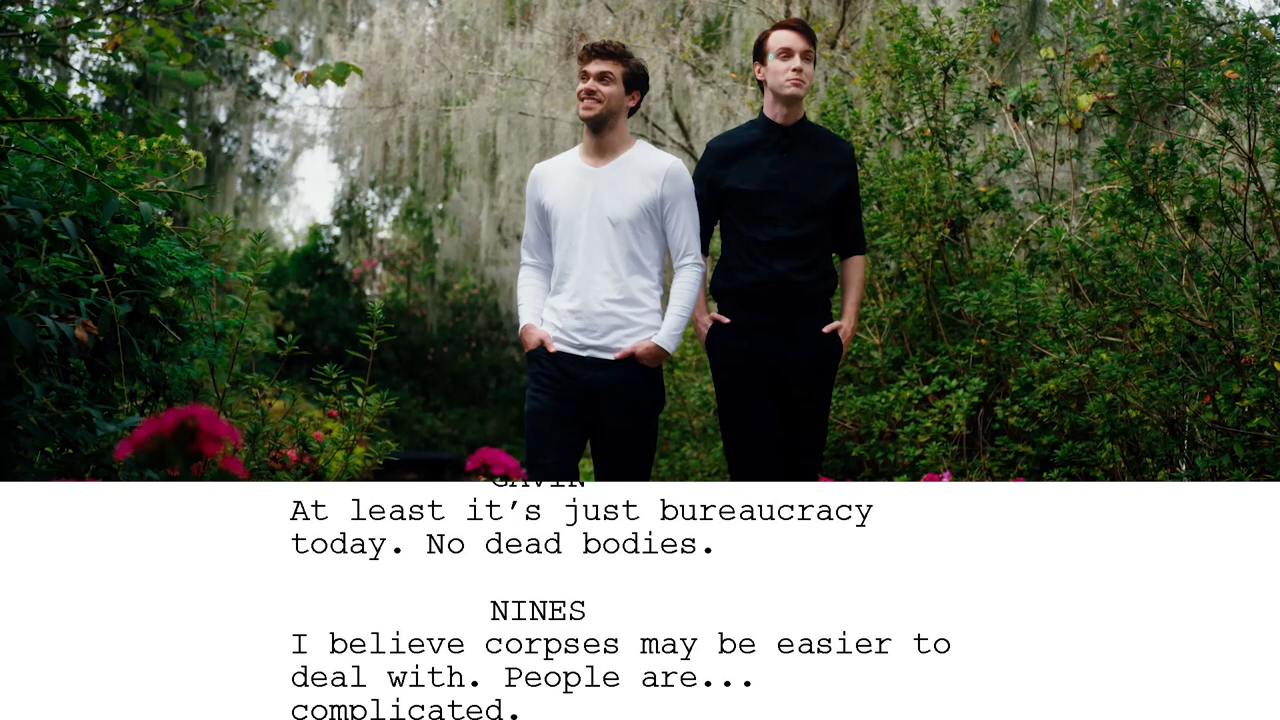 GAVIN
At least it’s just bureaucracy
today. No dead bodies.
NINES
I believe corpses may be easier to
deal with. People are...
complicated.